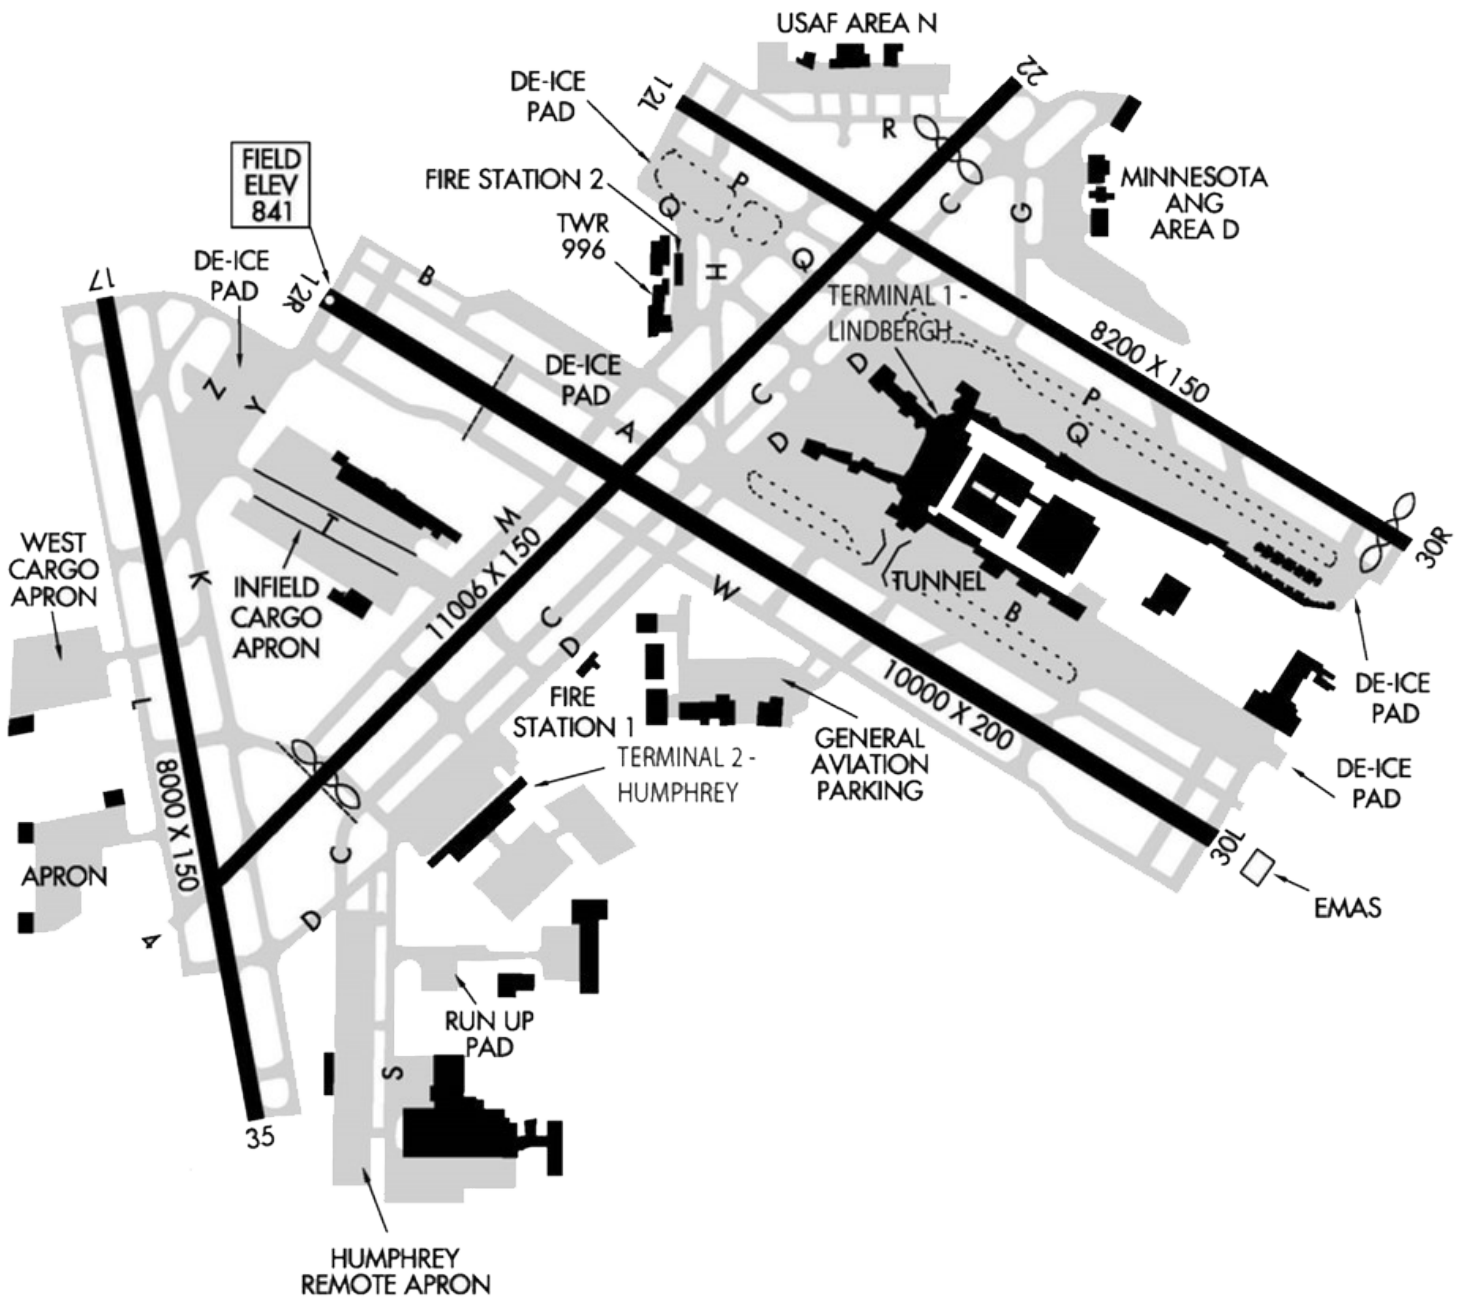 USAF AREA N
22
DE-ICE
PAD
12L
R
FIELD
ELEV
841
FIRE STATION 2
P
MINNESOTA
ANG
AREA D
C
G
Q
TWR
996
DE-ICE
PAD
17
12R
B
H
Q
TERMINAL 1 -
LINDBERGH
8200 X 150
DE-ICE
PAD
D
Z
Y
C
P
A
D
Q
I
M
30R
WEST
CARGO
APRON
K
INFIELD
CARGO
APRON
11006 X 150
TUNNEL
W
B
C
D
FIRE
STATION 1
10000 X 200
DE-ICE
PAD
L
TERMINAL 2 -
HUMPHREY
GENERAL
AVIATION
PARKING
DE-ICE
PAD
8000 X 150
30L
C
APRON
EMAS
D
4
RUN UP
PAD
S
35
HUMPHREY
REMOTE APRON